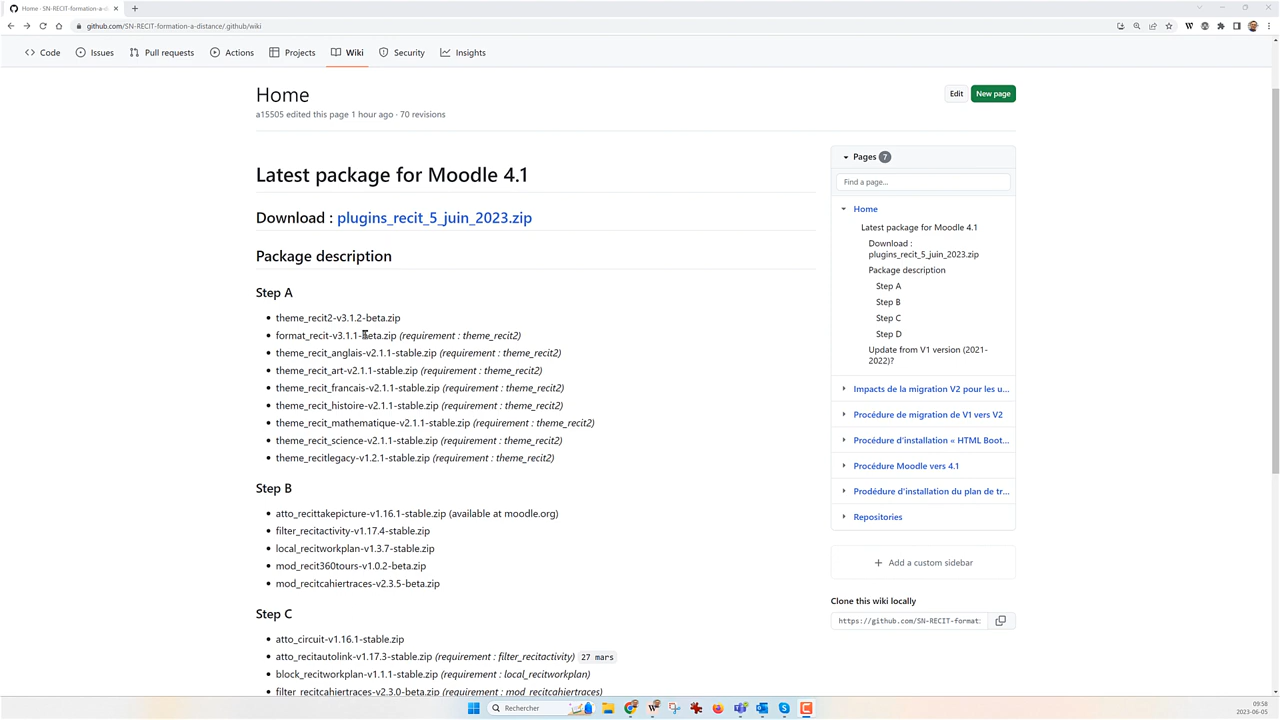 Home · SN-RECIT-formation-a-d
github.com/SN-RECIT-formation-a-distance/.github/wiki
Code Issues Pull requests Actions Projects Wiki Security Insights
Home
Edit New page
a15505 edited this page 1 hour ago · 70 revisions
Latest package for Moodle 4.1
Download : plugins_recit_5_juin_2023.zip
Package description
Step A
theme_recit2-v3.1.2-beta.zip
format_recit-v3.1.1-beta.zip (requirement : theme_recit2)
theme_recit_anglais-v2.1.1-stable.zip (requirement : theme_recit2)
theme_recit_art-v2.1.1-stable.zip (requirement : theme_recit2)
theme_recit_francais-v2.1.1-stable.zip (requirement : theme_recit2)
theme_recit_histoire-v2.1.1-stable.zip (requirement : theme_recit2)
theme_recit_mathematique-v2.1.1-stable.zip (requirement : theme_recit2)
theme_recit_science-v2.1.1-stable.zip (requirement : theme_recit2)
theme_recitlegacy-v1.2.1-stable.zip (requirement : theme_recit2)
Step B
atto_recittakepicture-v1.16.1-stable.zip (available at moodle.org)
filter_recitactivity-v1.17.4-stable.zip
local_recitworkplan-v1.3.7-stable.zip
mod_recit360tours-v1.0.2-beta.zip
mod_recitcahiertraces-v2.3.5-beta.zip
Step C
atto_circuit-v1.16.1-stable.zip
atto_recitautolink-v1.17.3-stable.zip (requirement : filter_recitactivity) 27 mars
block_recitworkplan-v1.1.1-stable.zip (requirement : local_recitworkplan)
filter_recitcahiertraces-v2.3.0-beta.zip (requirement : mod_recitcahiertraces)
Pages 7
Find a page...
Home
Latest package for Moodle 4.1
Download :
plugins_recit_5_juin_2023.zip
Package description
Step A
Step B
Step C
Step D
Update from V1 version (2021-
2022)?
Impacts de la migration V2 pour les u...
Procédure de migration de V1 vers V2
Procédure d'installation « HTML Boot...
Procédure Moodle vers 4.1
Prodédure d'installation du plan de tr...
Repositories
Add a custom sidebar
Clone this wiki locally
https://github.com/SN-RECIT-format
Rechercher
09:58
2023-06-05